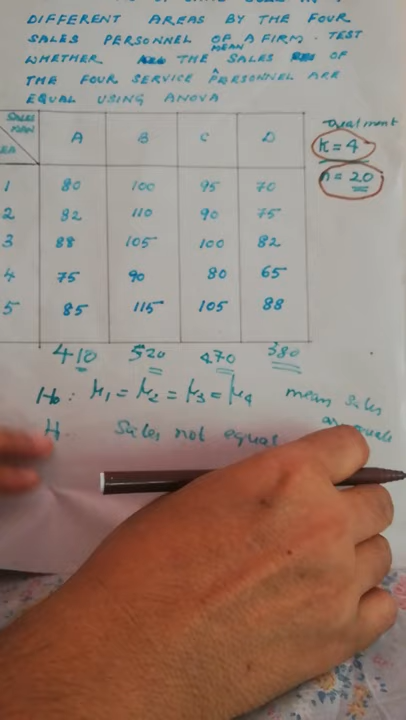 DIFFERENT AREAS BY THE FOUR
SALES PERSONNEL OF A FIRM. TEST
MEAN
WHETHER THE SALES OF
THE FOUR SERVICE PERSONNEL ARE
EQUAL USING ANOVA
SALES MAN
EA
A B C D
Treatment
k = 4
n = 20
1 80 100 95 70
2 82 110 90 75
3 88 105 100 82
4 75 90 80 65
5 85 115 105 88
410 520 470 380
H₀: μ₁ = μ₂ = μ₃ = μ₄ mean sales
H Sales not equal